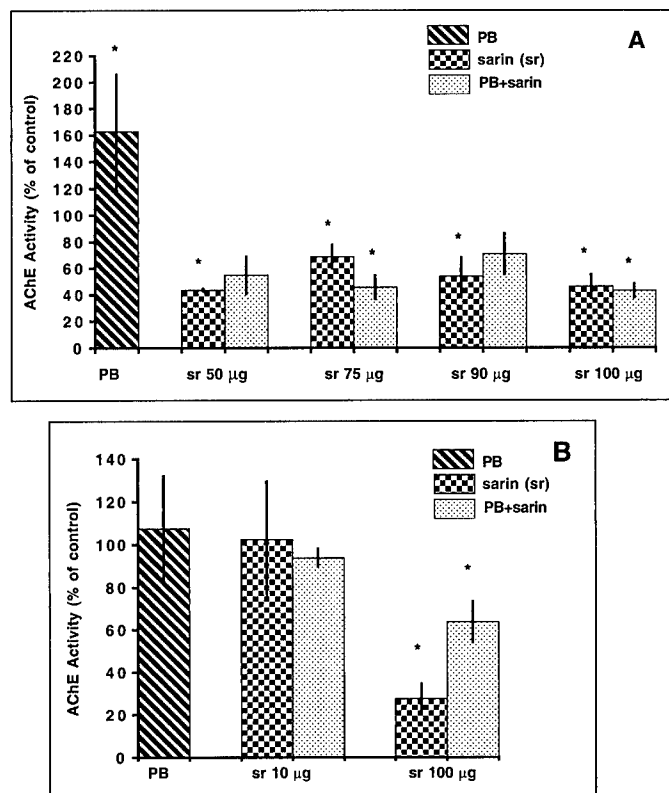 A
PB
sarin (sr)
PB+sarin
AChE Activity (% of control)
220
200
180
160
140
120
100
80
60
40
20
0
*
*
*
*
*
*
*
PB
sr 50 µg
sr 75 µg
sr 90 µg
sr 100 µg
B
PB
sarin (sr)
PB+sarin
AChE Activity (% of control)
140
120
100
80
60
40
20
0
*
*
PB
sr 10 µg
sr 100 µg